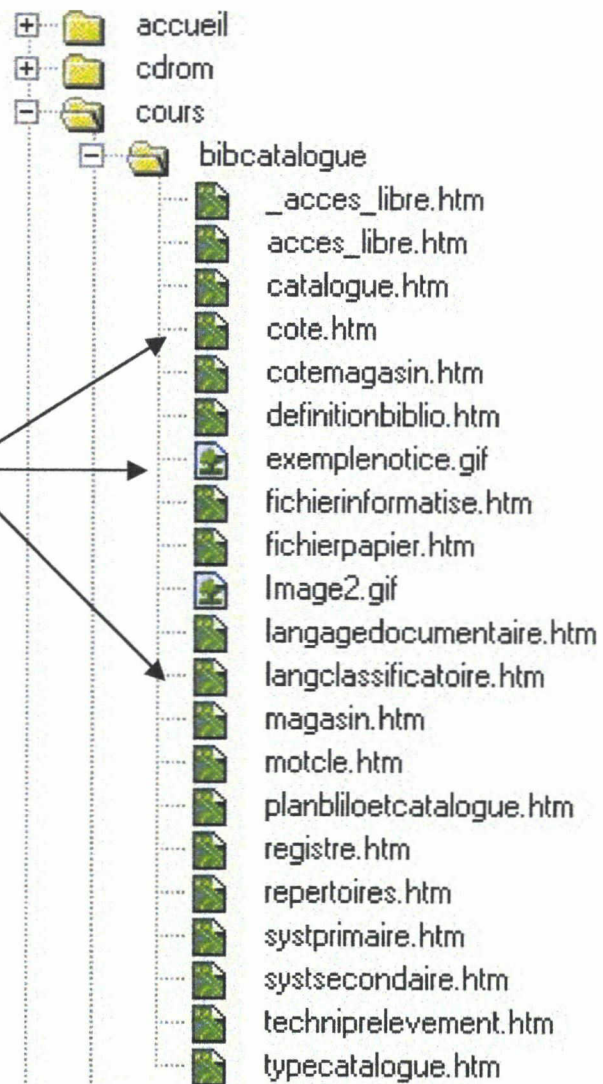 accueil
cdrom
cours
bibcatalogue
_acces_libre.htm
acces_libre.htm
catalogue.htm
cote.htm
cotemagasin.htm
definitionbiblio.htm
exemplenotice.gif
fichierinformatise.htm
fichierpapier.htm
Image2.gif
langagedocumentaire.htm
langclassificatoire.htm
magasin.htm
motcle.htm
planbliloetcatalogue.htm
registre.htm
repertoires.htm
systprimaire.htm
systsecondaire.htm
techniprelevement.htm
typecatalogue.htm